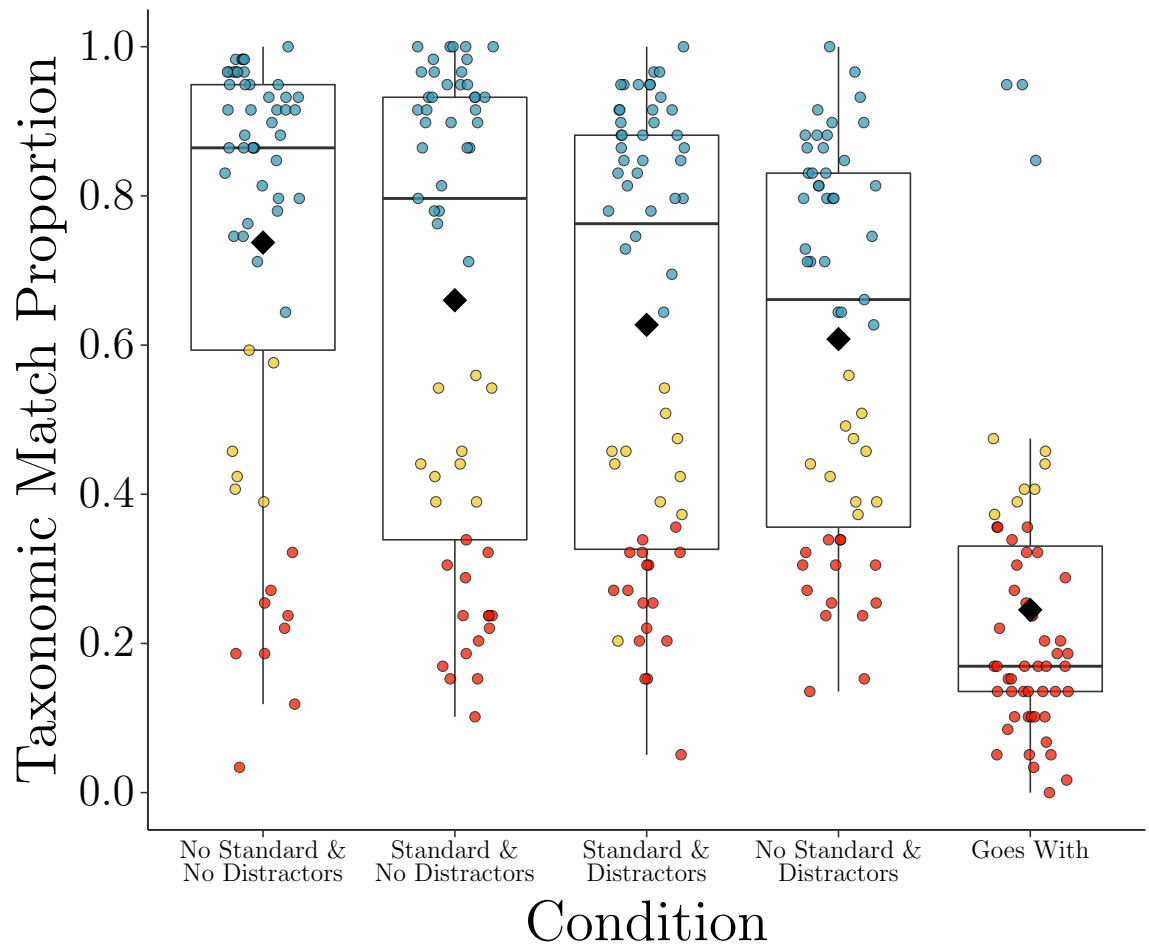 Taxonomic Match Proportion
1.0
0.8
0.6
0.4
0.2
0.0
No Standard &
No Distractors
Standard &
No Distractors
Standard &
Distractors
No Standard &
Distractors
Goes With
Condition